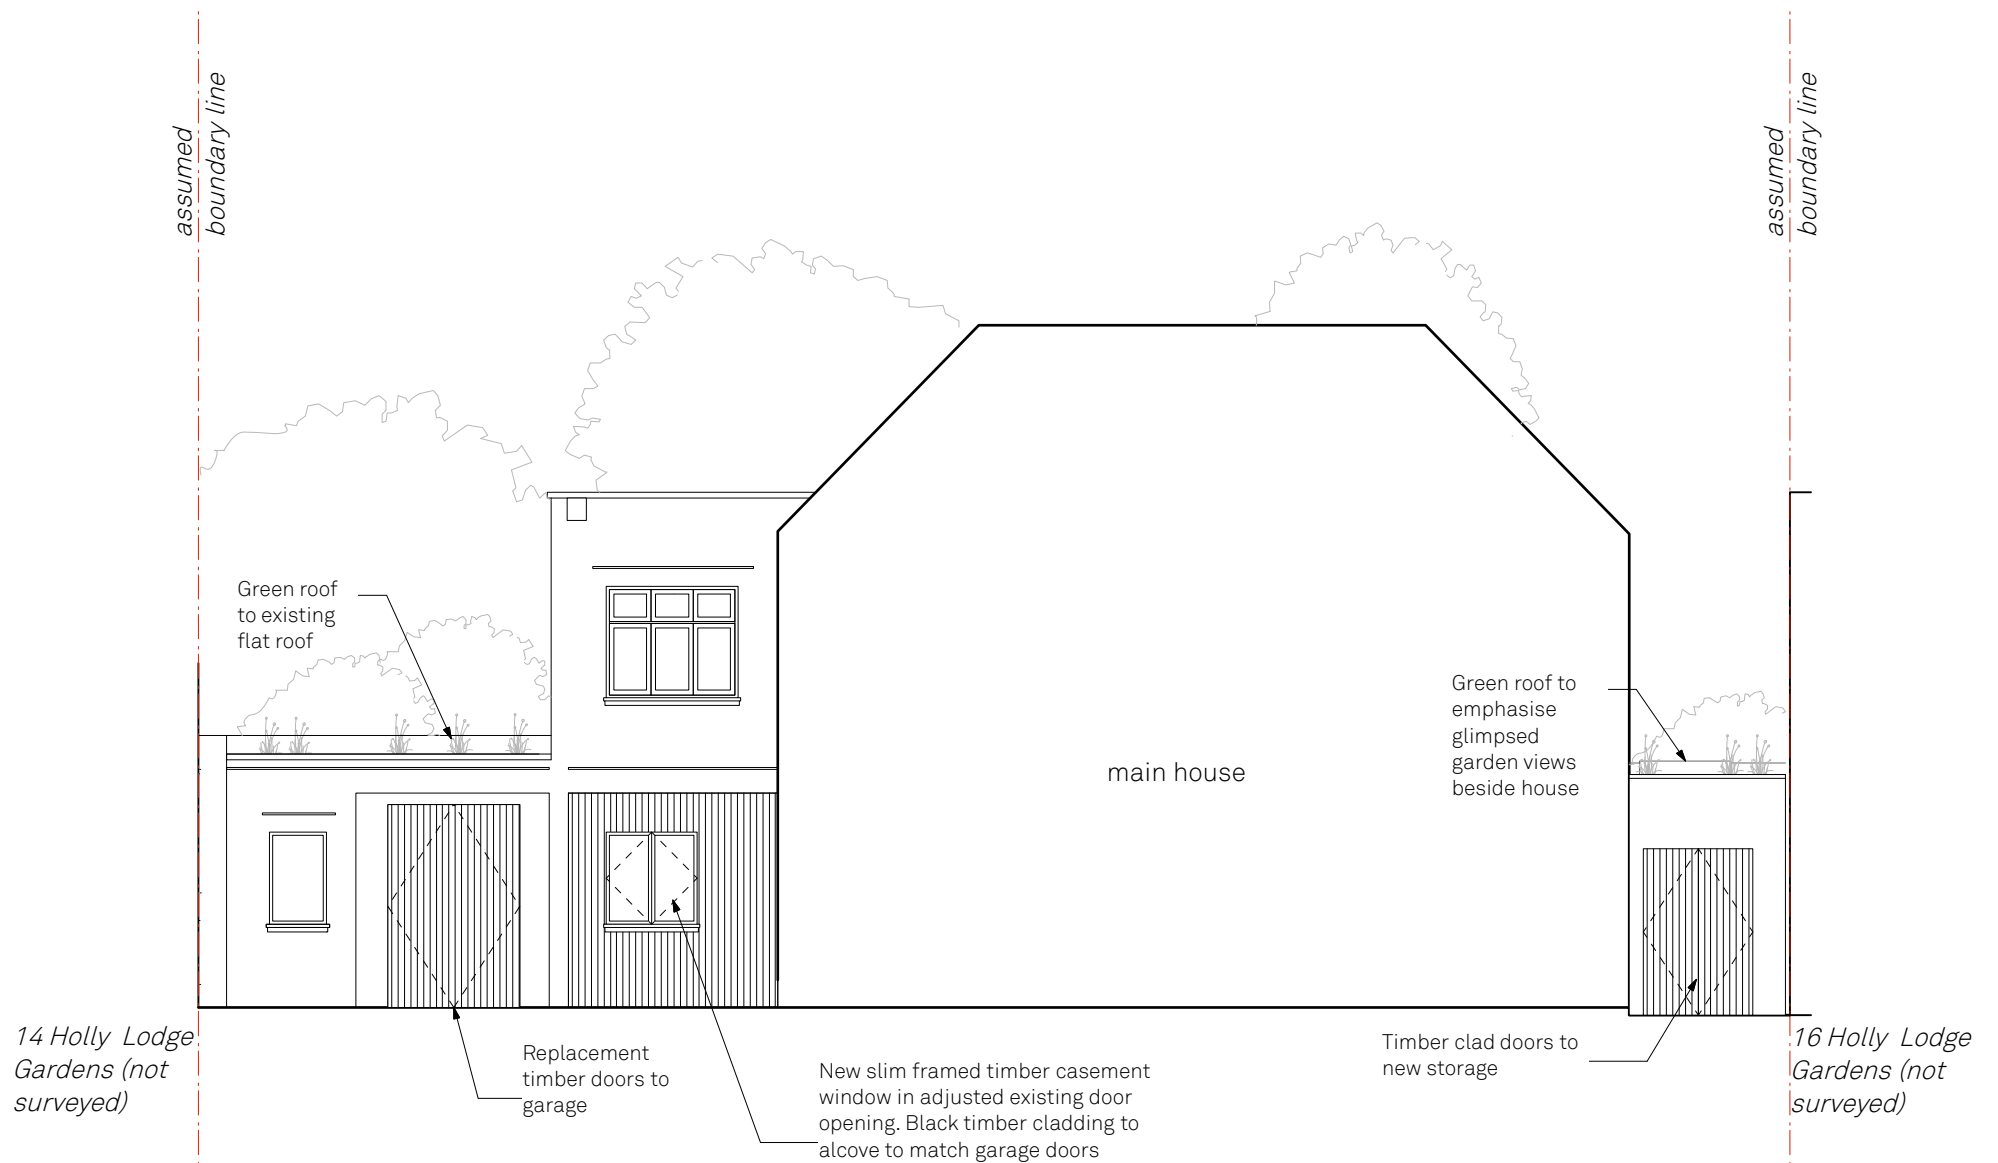 assumed
boundary line
assumed
boundary line
Green roof
to existing
flat roof
Green roof to
emphasise
glimpsed
garden views
beside house
main house
14 Holly Lodge
Gardens (not
surveyed)
Replacement
timber doors to
garage
New slim framed timber casement
window in adjusted existing door
opening. Black timber cladding to
alcove to match garage doors
Timber clad doors to
new storage
16 Holly Lodge
Gardens (not
surveyed)